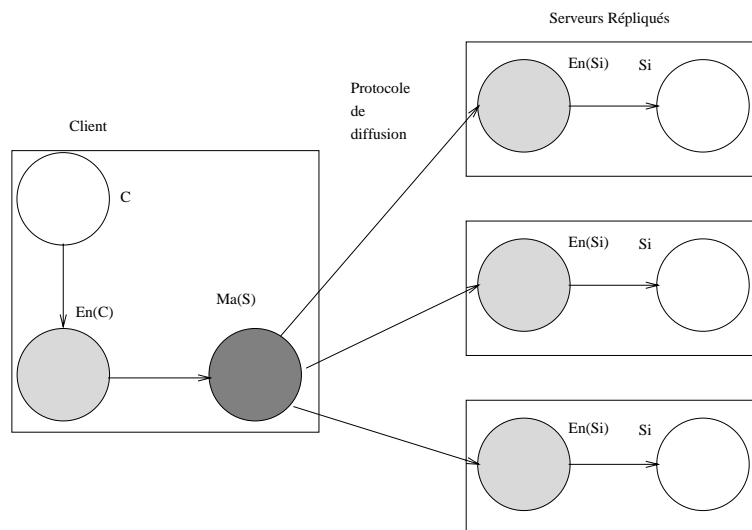 Serveurs Répliqués
En(Si) Si
Protocole
de
diffusion
Client
C
En(C)
Ma(S)
En(Si) Si
En(Si) Si